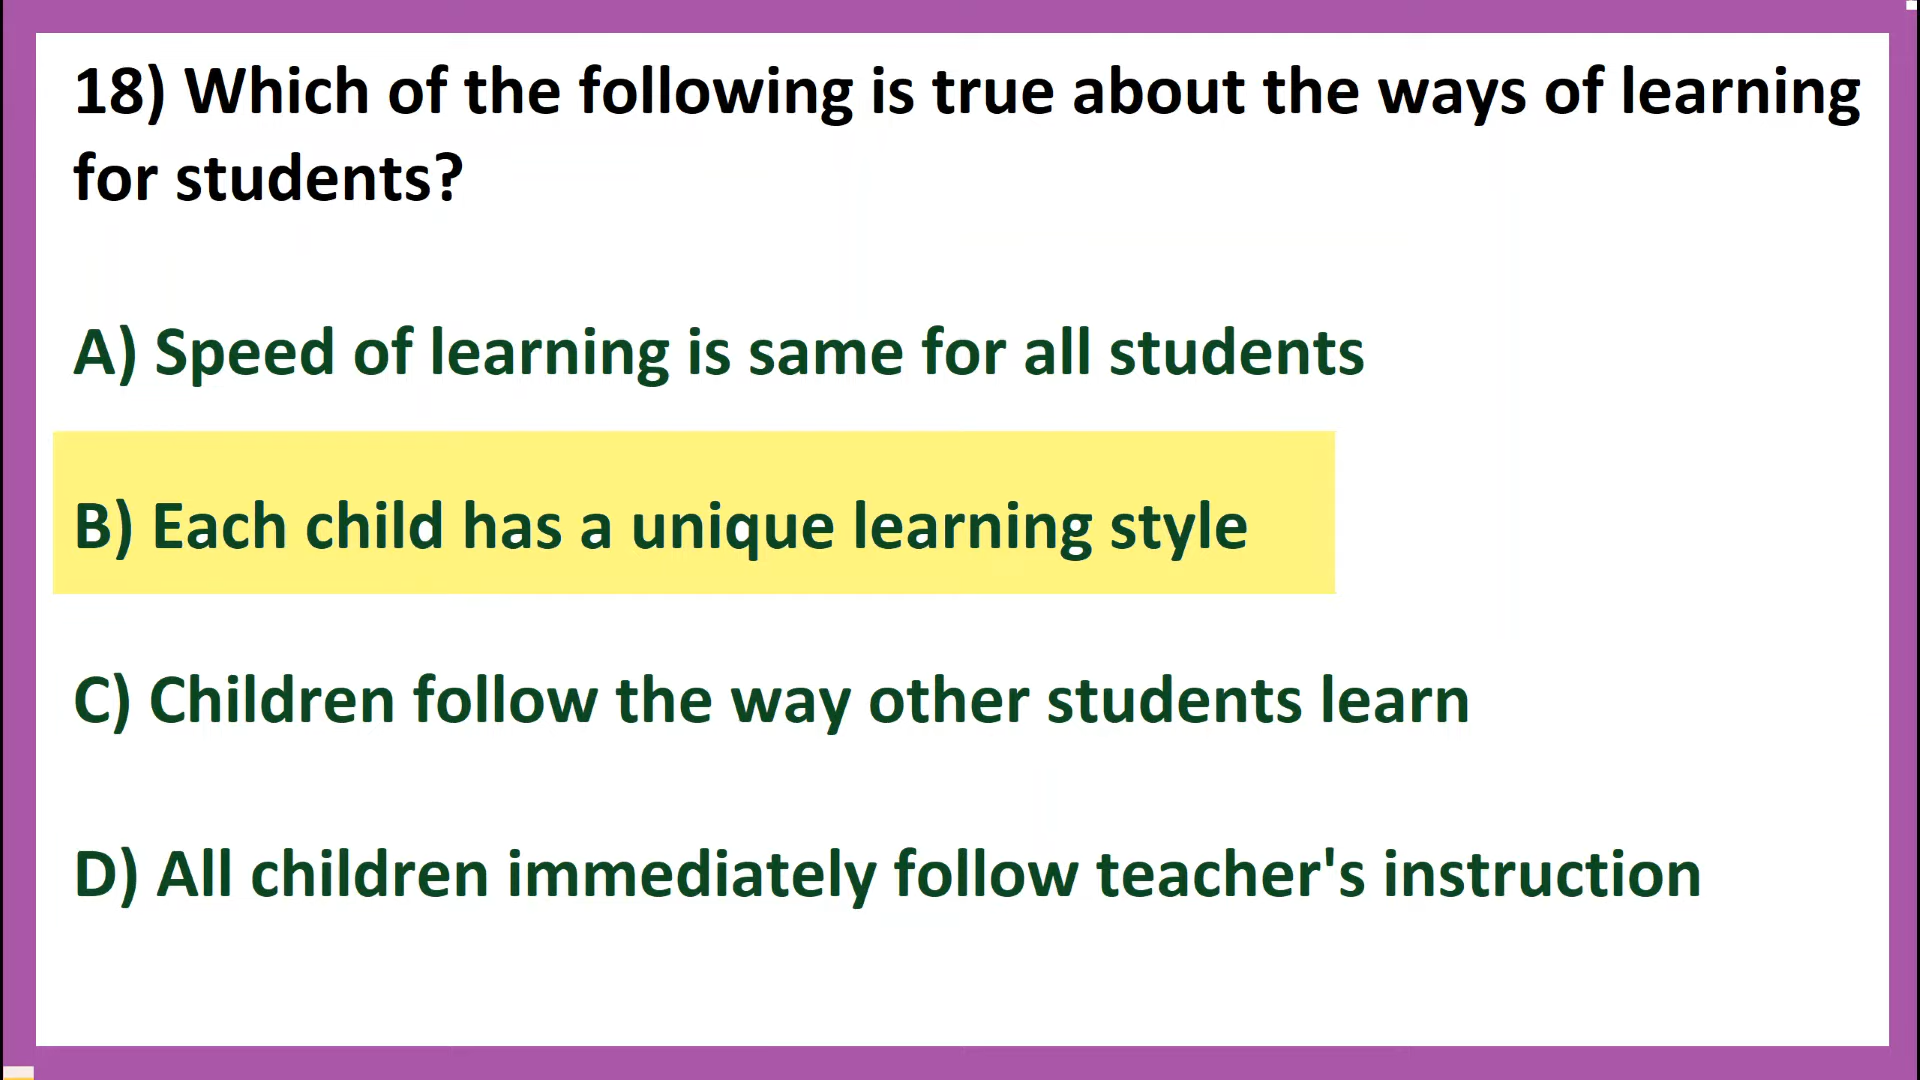 18) Which of the following is true about the ways of learning
for students?
A) Speed of learning is same for all students
B) Each child has a unique learning style
C) Children follow the way other students learn
D) All children immediately follow teacher's instruction